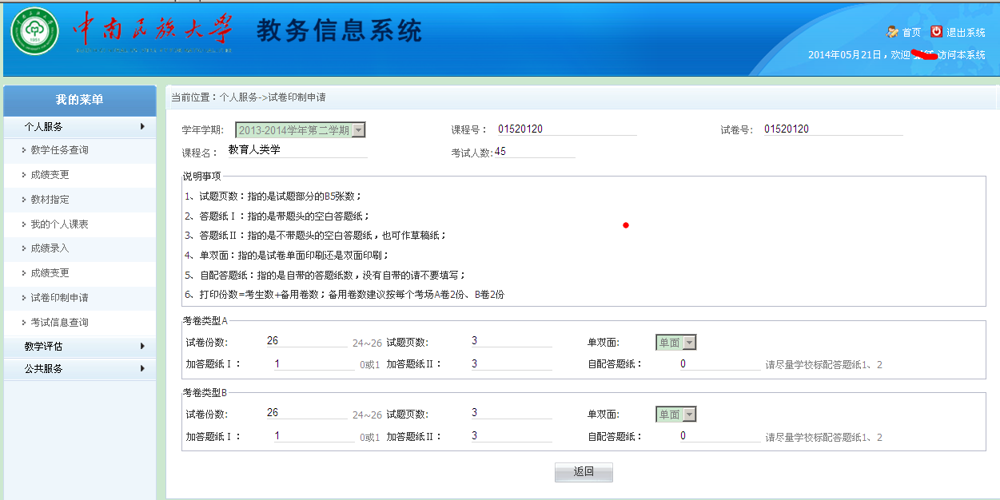 中南民族大学 教务信息系统
首页 退出系统
2014年05月21日，欢迎 访问本系统
我的菜单
个人服务
教学任务查询
成绩变更
教材指定
我的个人课表
成绩录入
成绩变更
试卷印制申请
考试信息查询
教学评估
公共服务
当前位置：个人服务->试卷印制申请
学年学期: 2013-2014学年第二学期 课程号： 01520120 试卷号: 01520120
课程名： 教育人类学 考试人数: 45
说明事项
1、试题页数：指的是试题部分的B5张数；
2、答题纸Ⅰ：指的是带题头的空白答题纸；
3、答题纸Ⅱ：指的是不带题头的空白答题纸，也可作草稿纸；
4、单双面：指的是试卷单面印刷还是双面印刷；
5、自配答题纸：指的是自带的答题纸数，没有自带的请不要填写；
6、打印份数=考生数+备用卷数；备用卷数建议按每个考场A卷2份、B卷2份
考卷类型A
试卷份数: 26 24~26 试题页数: 3 单双面: 单面
加答题纸Ⅰ： 1 0或1 加答题纸Ⅱ： 3 自配答题纸： 0 请尽量学校标配答题纸1、2
考卷类型B
试卷份数: 26 24~26 试题页数: 3 单双面: 单面
加答题纸Ⅰ： 1 0或1 加答题纸Ⅱ： 3 自配答题纸： 0 请尽量学校标配答题纸1、2
返回